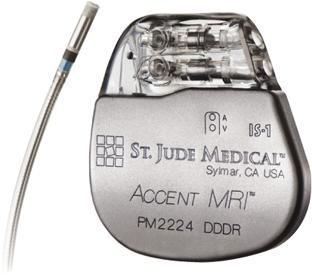 A
V
IS-1
ST. JUDE MEDICAL™
Sylmar, CA USA
ACCENT MRI™
PM2224 DDDR